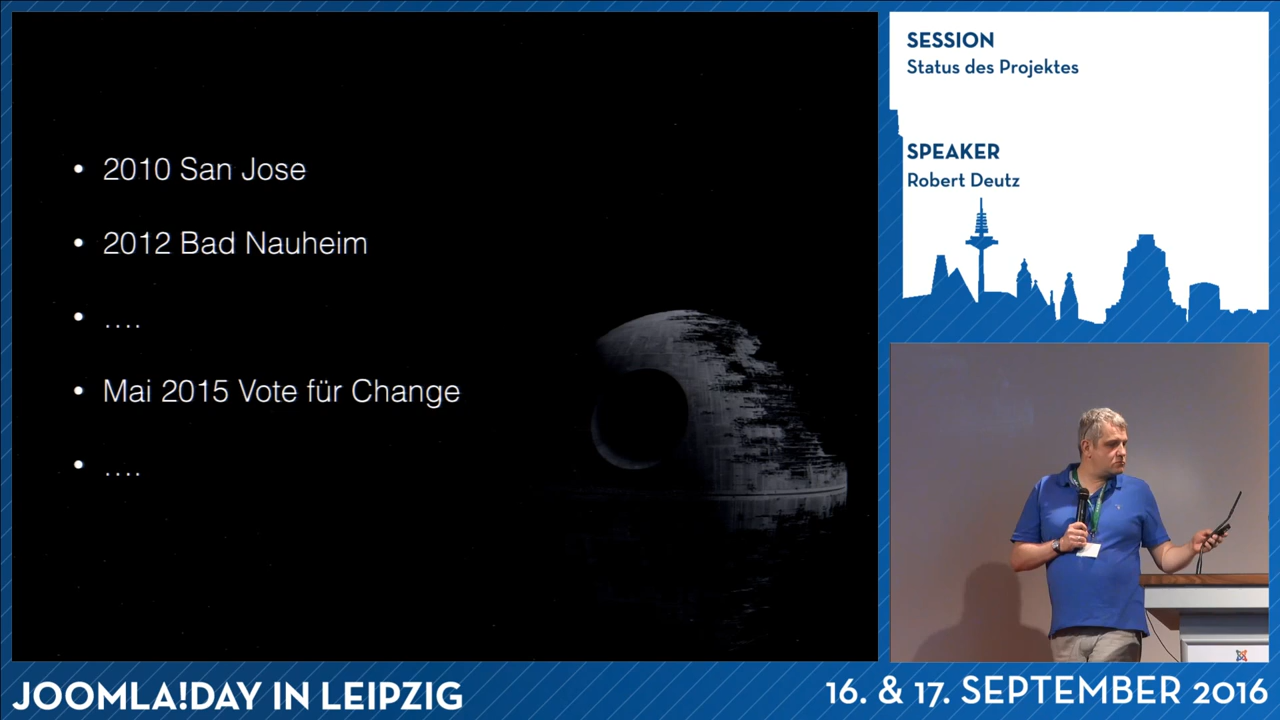 • 2010 San Jose
• 2012 Bad Nauheim
• ....
• Mai 2015 Vote für Change
• ....
SESSION
Status des Projektes
SPEAKER
Robert Deutz
JOOMLA!DAY IN LEIPZIG
16. & 17. SEPTEMBER 2016